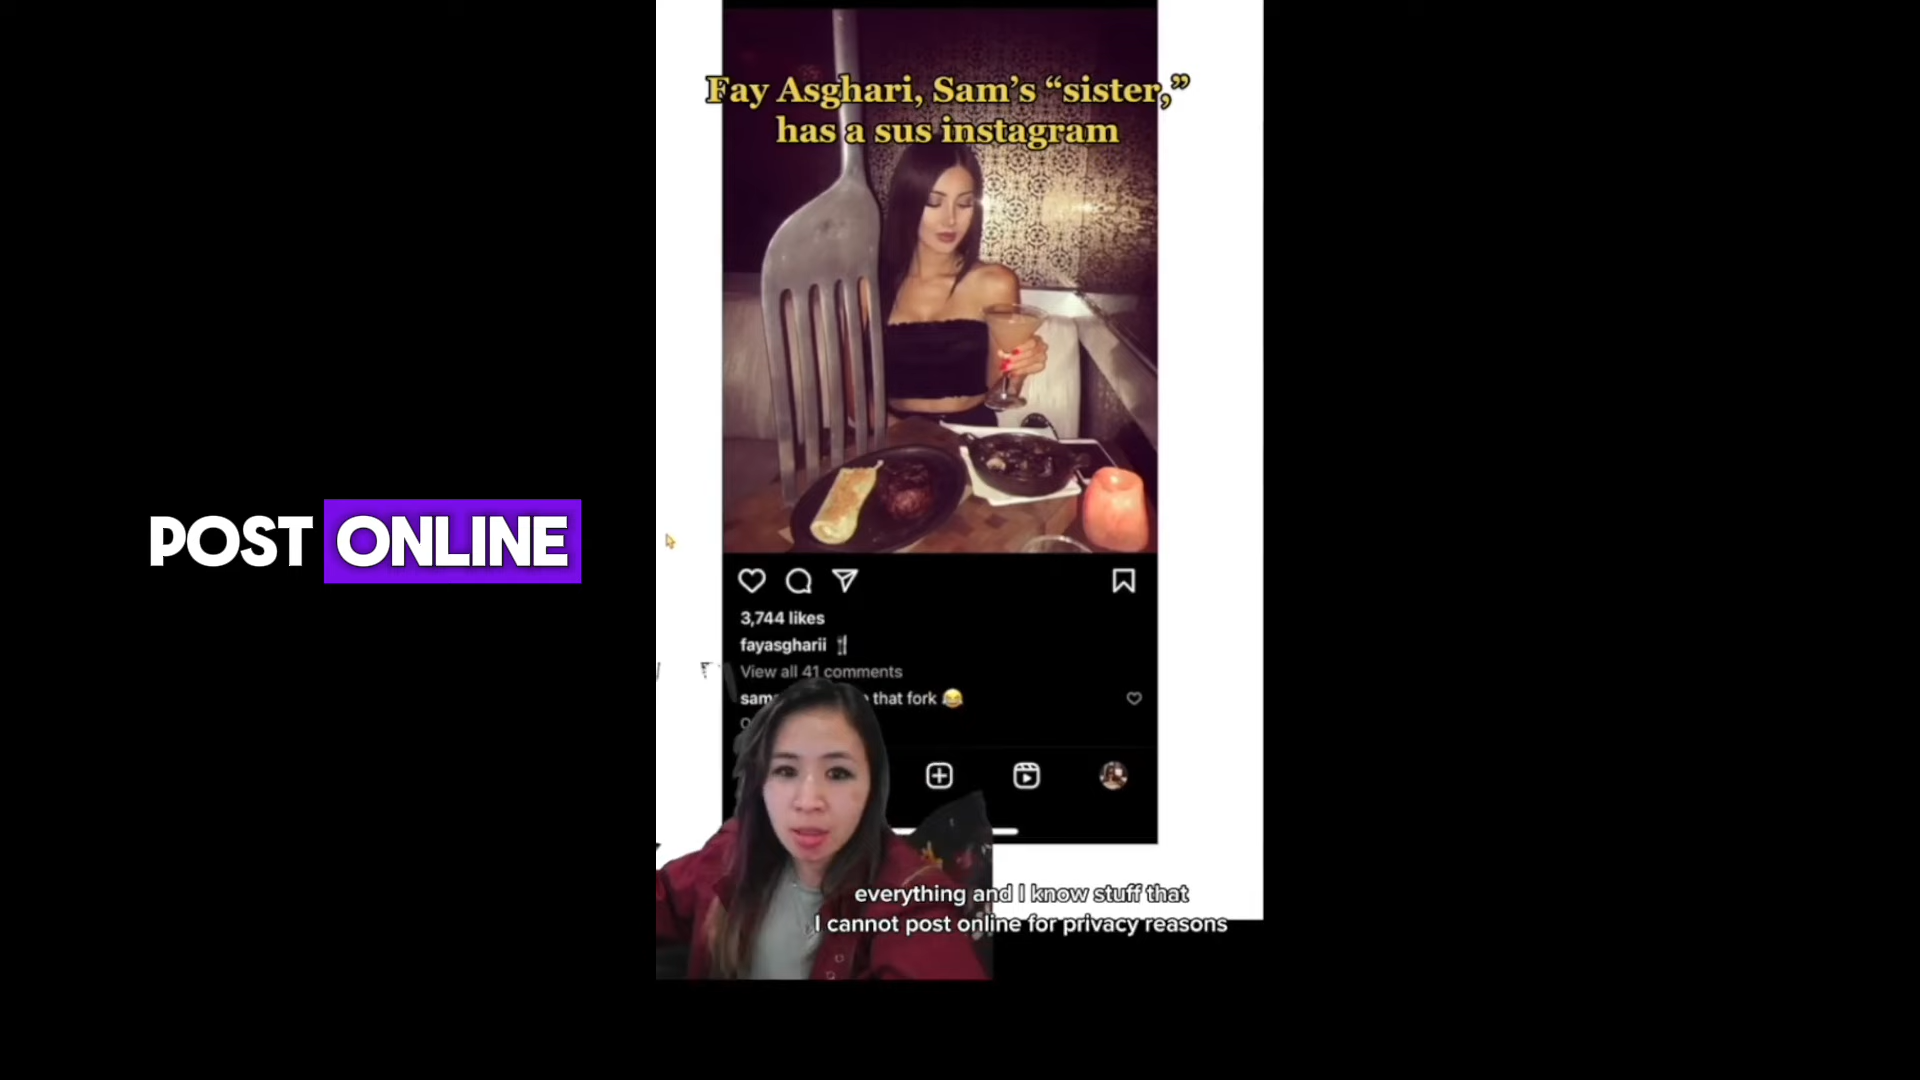 Fay Asghari, Sam's “sister,”
has a sus instagram
POST ONLINE
3,744 likes
fayasgharii
View all 41 comments
that fork 😂
everything and I know stuff that
I cannot post online for privacy reasons